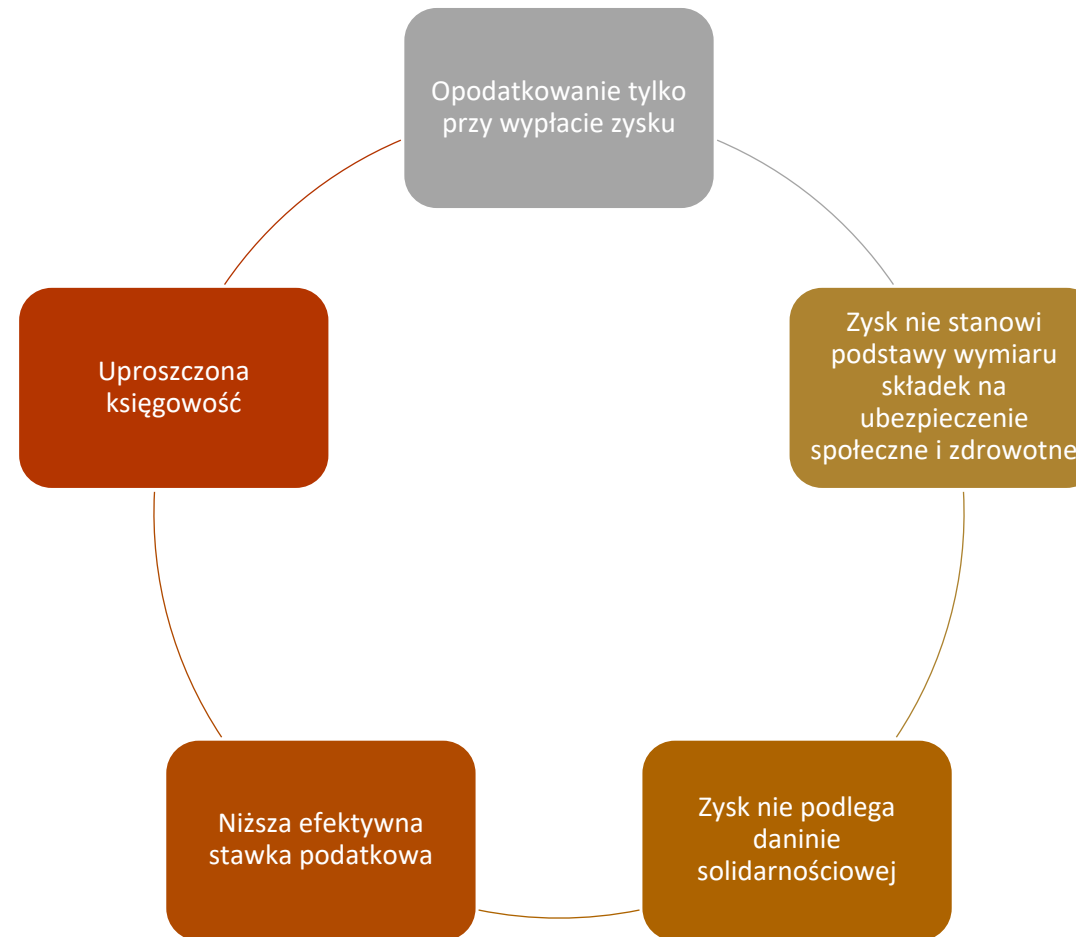 Opodatkowanie tylko
przy wypłacie zysku
Zysk nie stanowi
podstawy wymiaru
składek na
ubezpieczenie
społeczne i zdrowotne
Zysk nie podlega
daninie
solidarnościowej
Niższa efektywna
stawka podatkowa
Uproszczona
księgowość